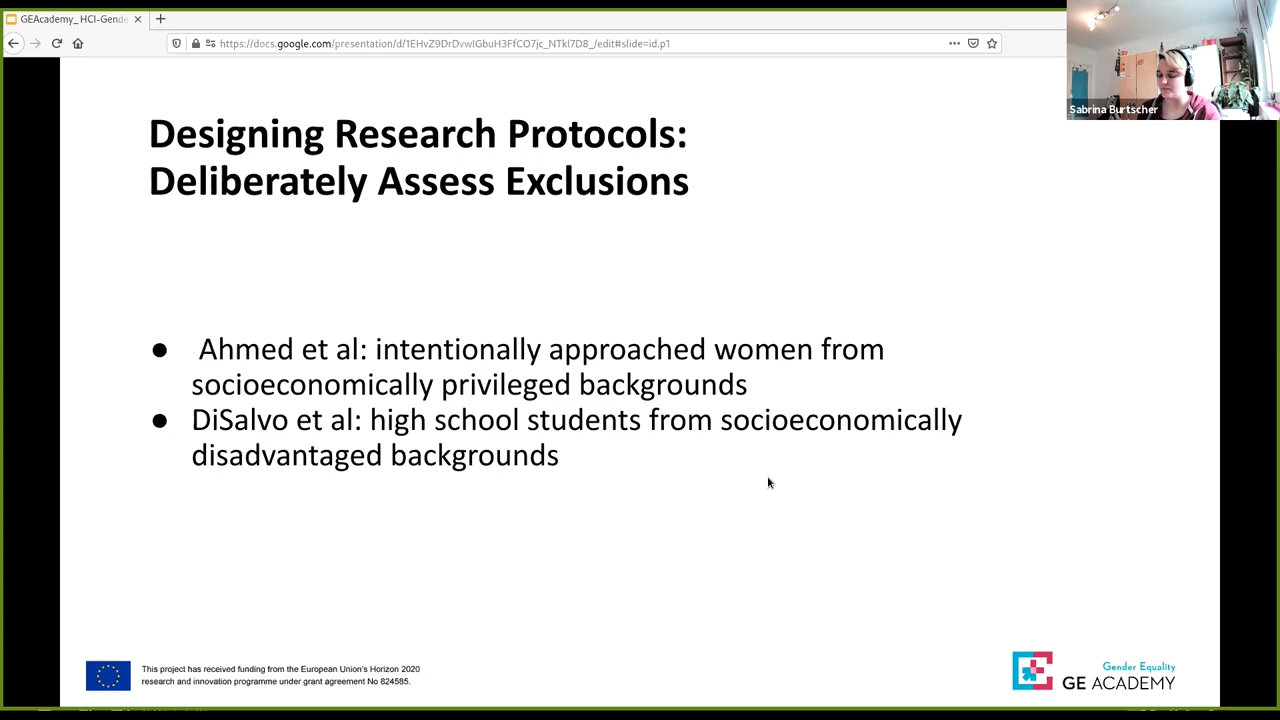 GEAcademy_ HCI-Gende
https://docs.google.com/presentation/d/1EHvZ9DrDvwIGbuH3FfCO7jc_NTkl7D8_/edit#slide=id.p1
Sabrina Burtscher
Designing Research Protocols:
Deliberately Assess Exclusions
● Ahmed et al: intentionally approached women from
socioeconomically privileged backgrounds
● DiSalvo et al: high school students from socioeconomically
disadvantaged backgrounds
This project has received funding from the European Union's Horizon 2020
research and innovation programme under grant agreement No 824585.
Gender Equality
GE ACADEMY